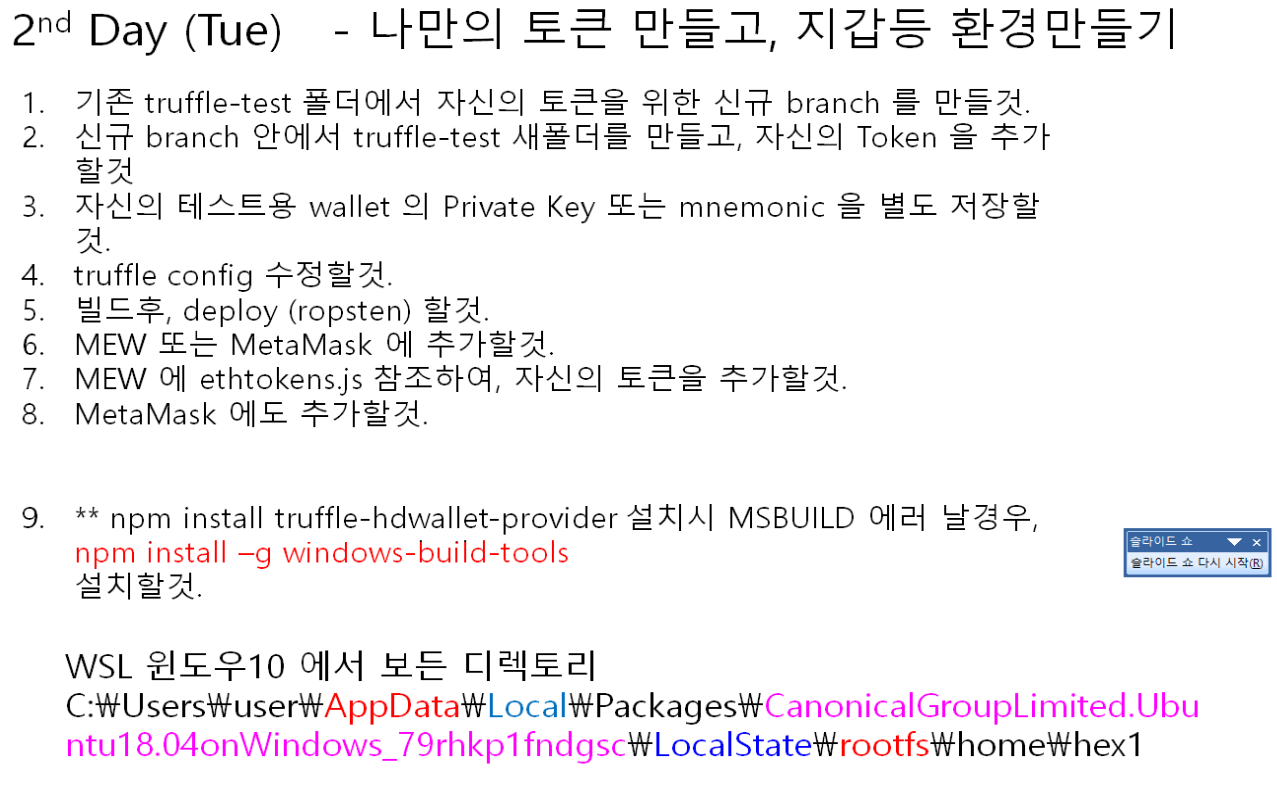 2nd Day (Tue) - 나만의 토큰 만들고, 지갑등 환경만들기
1. 기존 truffle-test 폴더에서 자신의 토큰을 위한 신규 branch 를 만들것.
2. 신규 branch 안에서 truffle-test 새폴더를 만들고, 자신의 Token 을 추가
할것
3. 자신의 테스트용 wallet 의 Private Key 또는 mnemonic 을 별도 저장할
것.
4. truffle config 수정할것.
5. 빌드후, deploy (ropsten) 할것.
6. MEW 또는 MetaMask 에 추가할것.
7. MEW 에 ethtokens.js 참조하여, 자신의 토큰을 추가할것.
8. MetaMask 에도 추가할것.
9. ** npm install truffle-hdwallet-provider 설치시 MSBUILD 에러 날경우,
npm install –g windows-build-tools
설치할것.
슬라이드 쇼
슬라이드 쇼 다시 시작(R)
WSL 윈도우10 에서 보든 디렉토리
C:₩Users₩user₩AppData₩Local₩Packages₩CanonicalGroupLimited.Ubu
ntu18.04onWindows_79rhkp1fndgsc₩LocalState₩rootfs₩home₩hex1